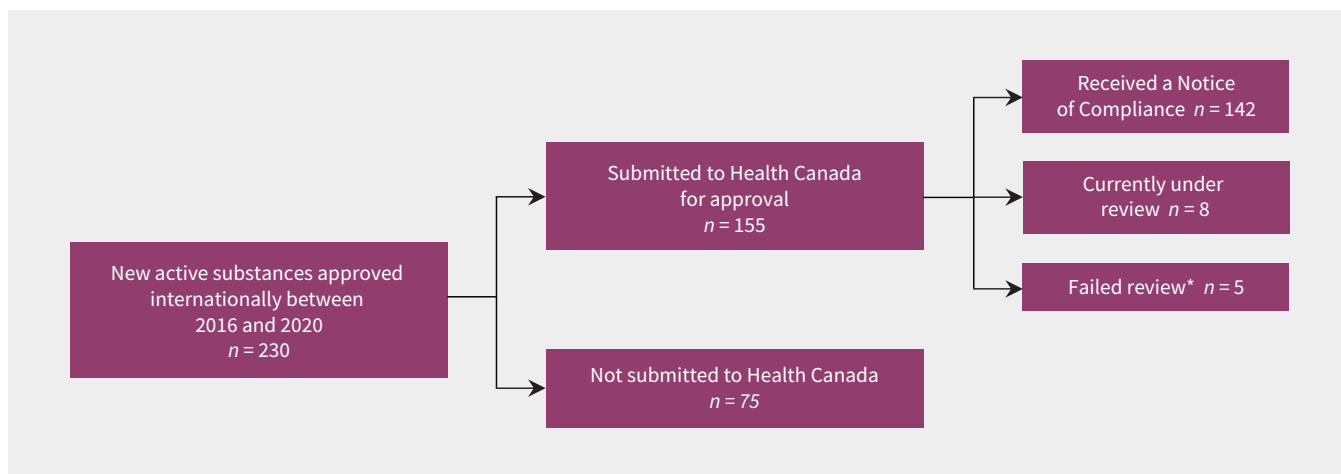 New active substances approved
internationally between
2016 and 2020
n = 230
Submitted to Health Canada
for approval
n = 155
Not submitted to Health Canada
n = 75
Received a Notice
of Compliance n = 142
Currently under
review n = 8
Failed review* n = 5